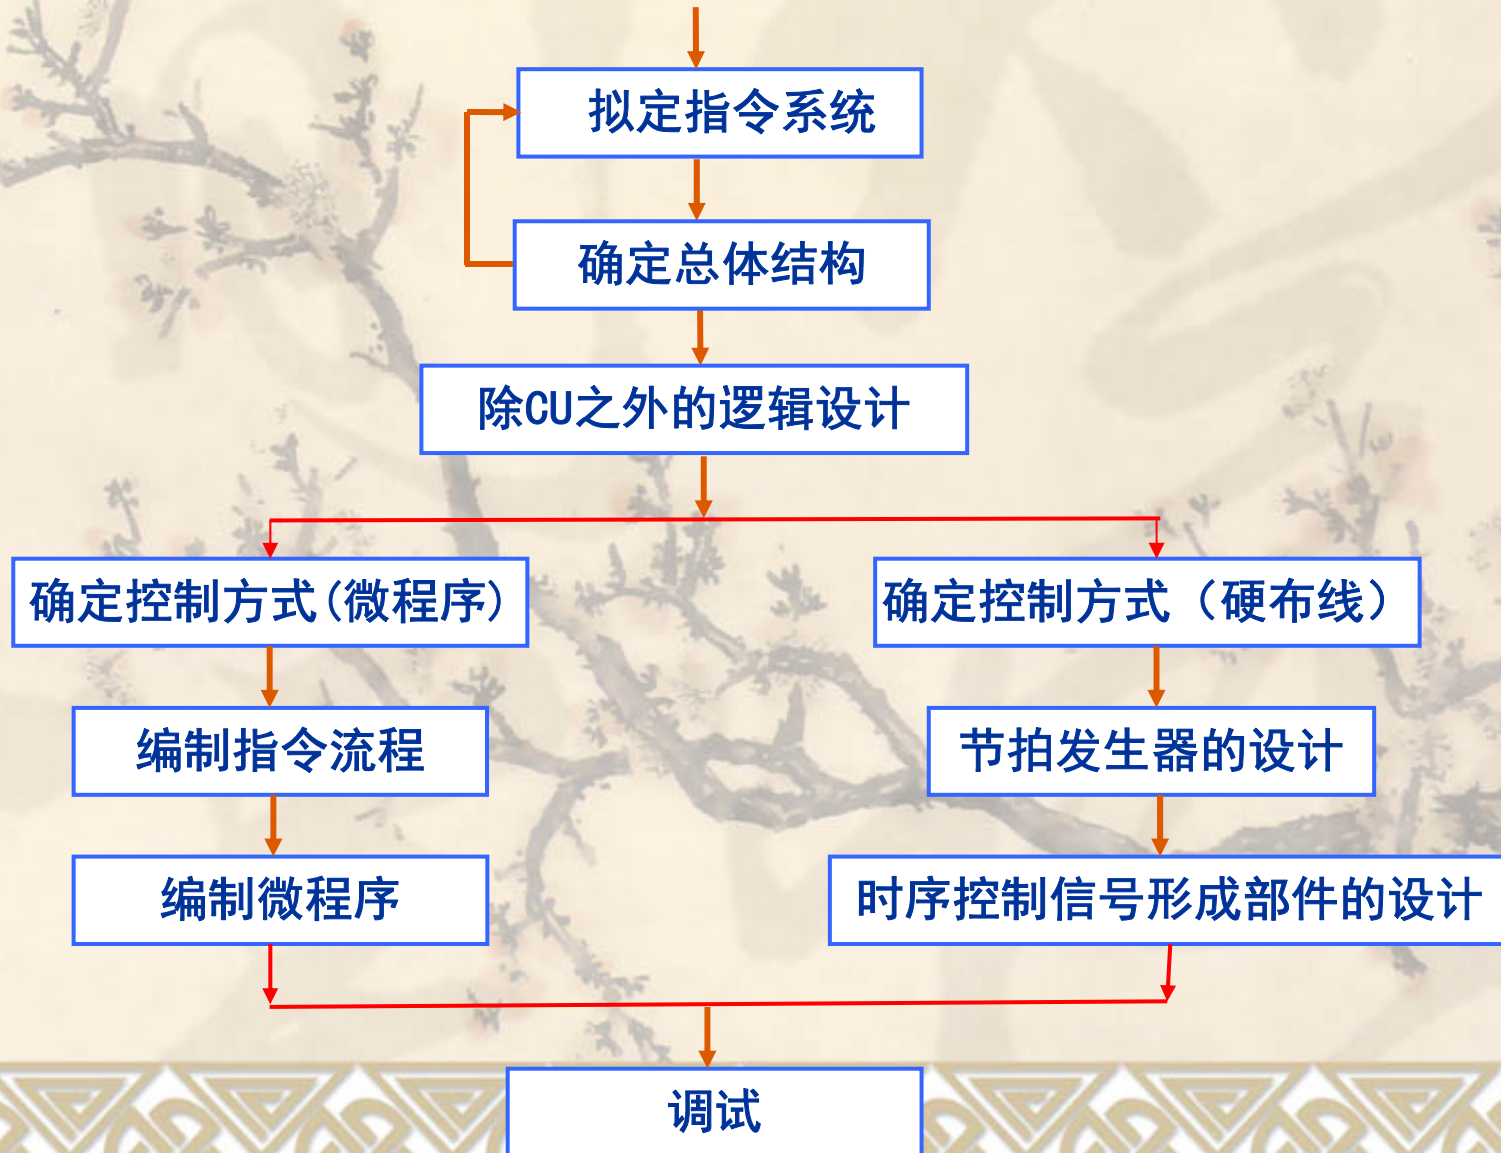 拟定指令系统
确定总体结构
除CU之外的逻辑设计
确定控制方式(微程序)
确定控制方式（硬布线）
编制指令流程
节拍发生器的设计
编制微程序
时序控制信号形成部件的设计
调试